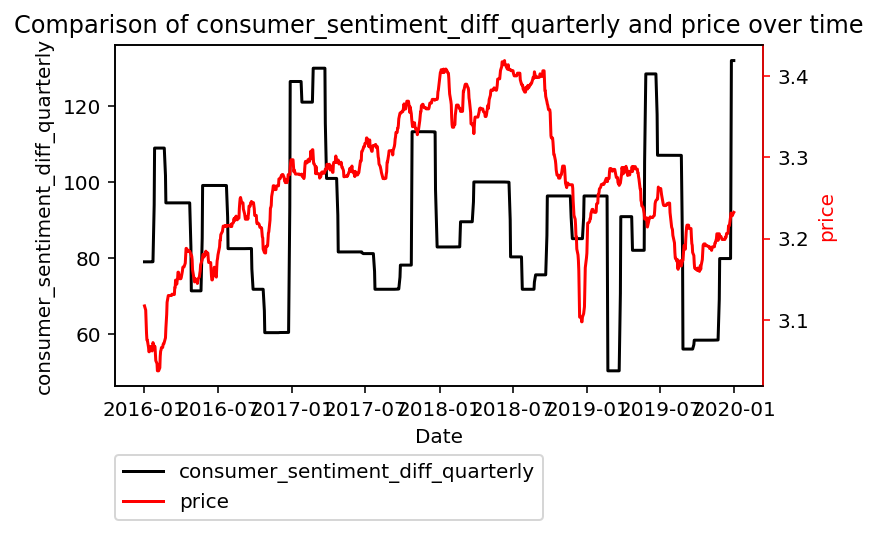 Comparison of consumer_sentiment_diff_quarterly and price over time
consumer_sentiment_diff_quarterly
120
100
80
60
3.4
3.3
3.2
3.1
price
2016-01
2016-07
2017-01
2017-07
2018-01
2018-07
2019-01
2019-07
2020-01
Date
consumer_sentiment_diff_quarterly
price